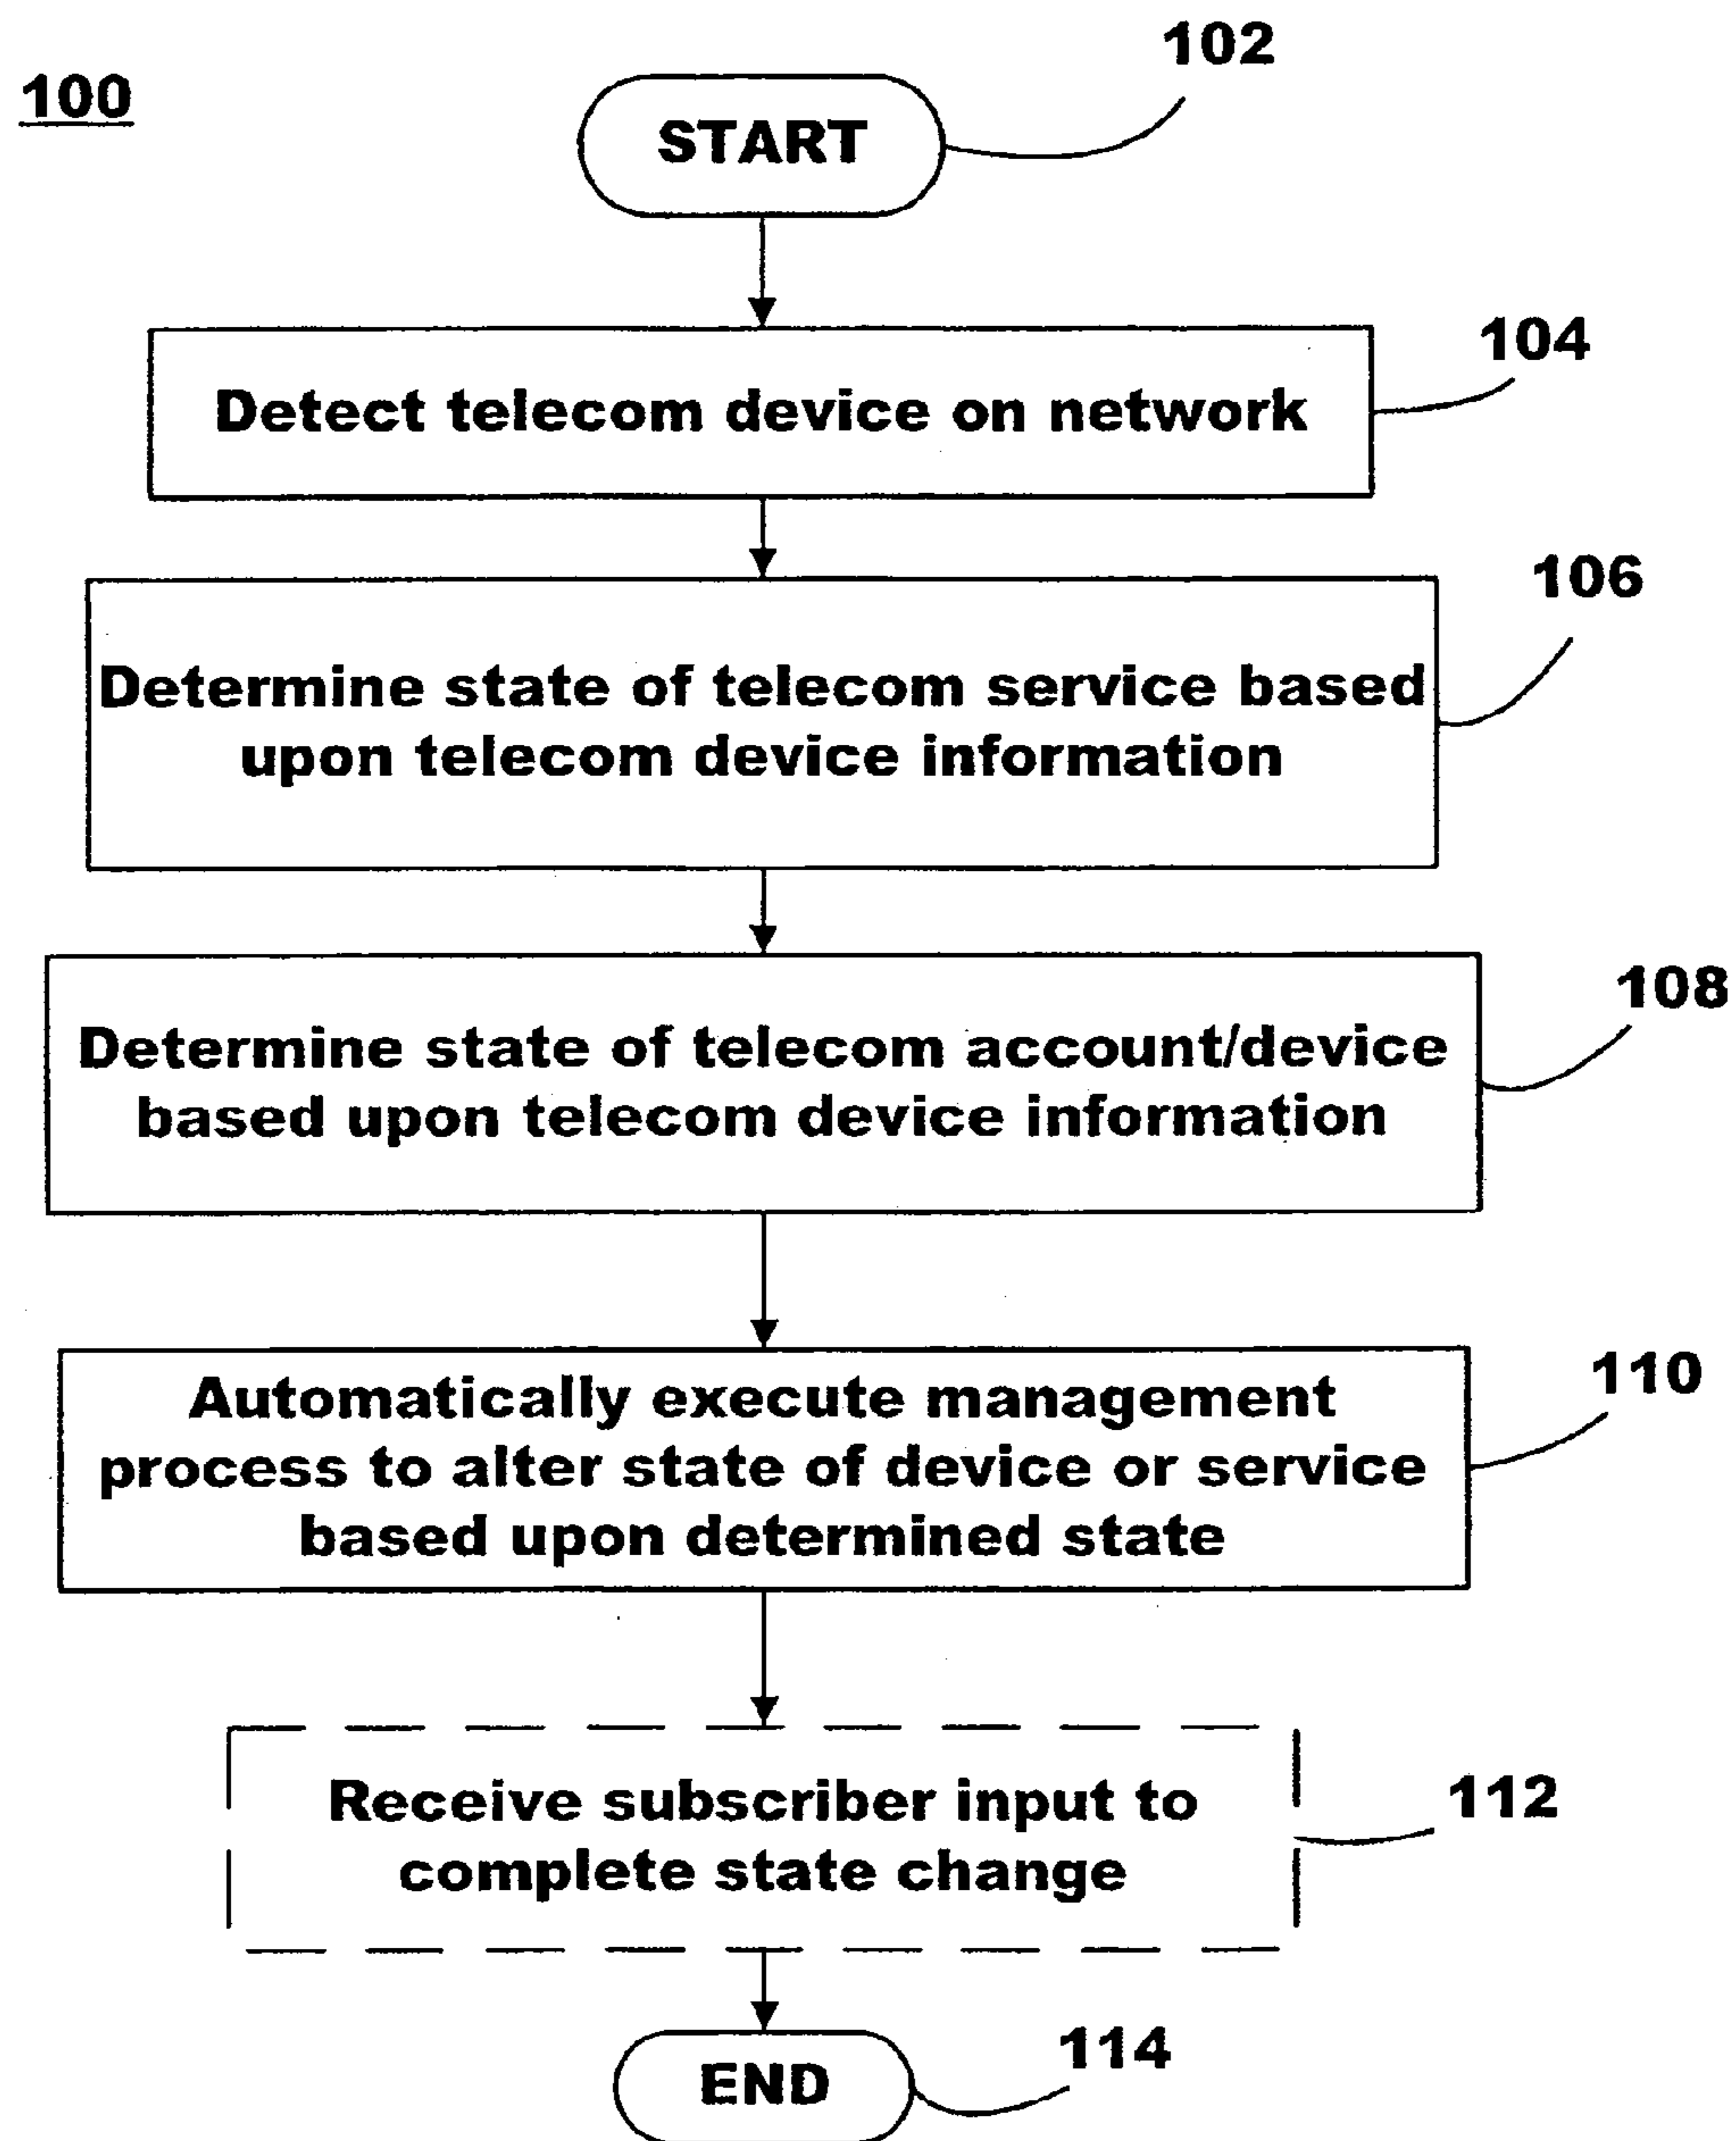 102
100
START
104
Detect telecom device on network
106
Determine state of telecom service based
upon telecom device information
108
Determine state of telecom account/device
based upon telecom device information
110
Automatically execute management
process to alter state of device or service
based upon determined state
112
Receive subscriber input to
complete state change
114
END